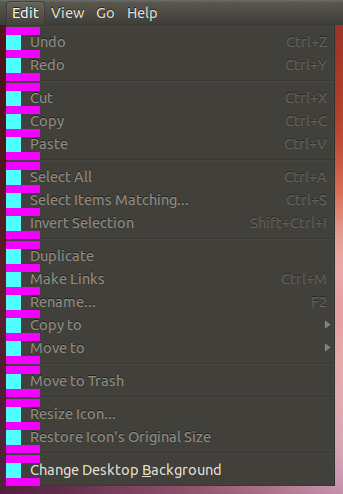 Edit View Go Help
Undo Ctrl+Z
Redo Ctrl+Y
Cut Ctrl+X
Copy Ctrl+C
Paste Ctrl+V
Select All Ctrl+A
Select Items Matching... Ctrl+S
Invert Selection Shift+Ctrl+I
Duplicate
Make Links Ctrl+M
Rename... F2
Copy to
Move to
Move to Trash
Resize Icon...
Restore Icon's Original Size
Change Desktop Background